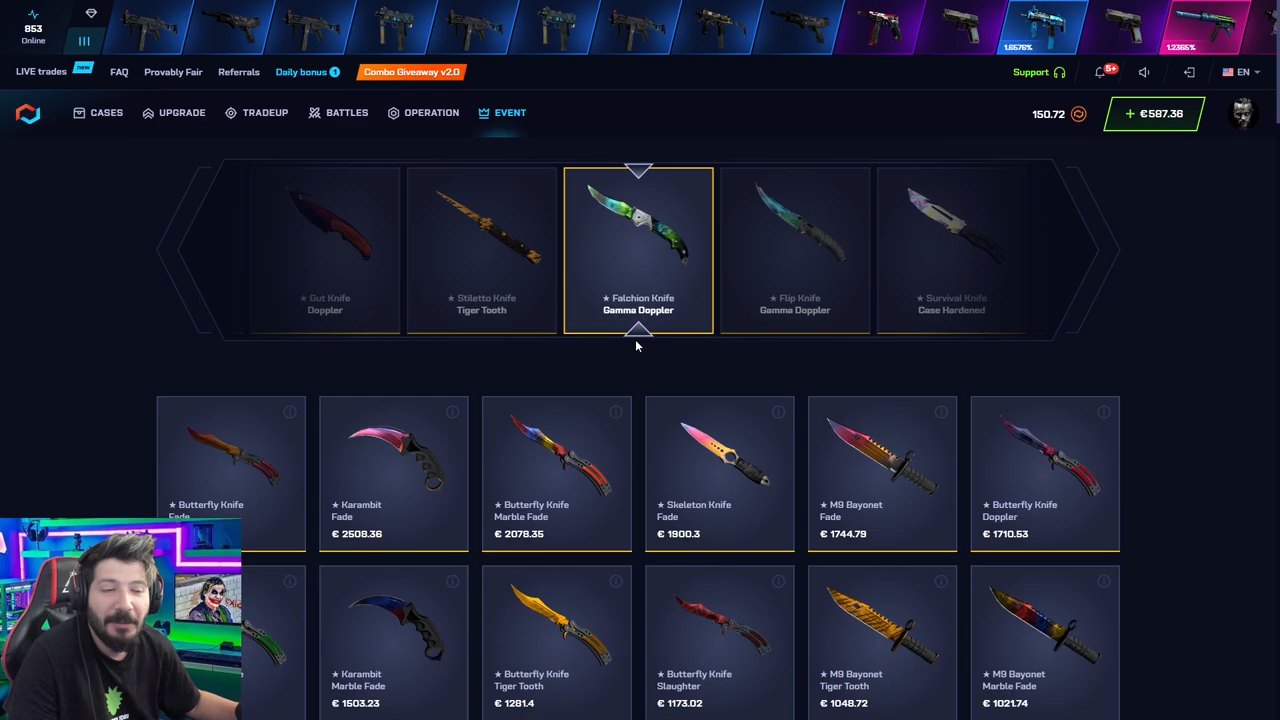 853
Online
1.6576%
1.2365%
LIVE trades
new
FAQ
Provably Fair
Referrals
Daily bonus 1
Combo Giveaway v2.0
Support
5+
EN
CASES
UPGRADE
TRADEUP
BATTLES
OPERATION
EVENT
150.72
+ €587.36
★ Gut Knife
Doppler
★ Stiletto Knife
Tiger Tooth
★ Falchion Knife
Gamma Doppler
★ Flip Knife
Gamma Doppler
★ Survival Knife
Case Hardened
★ Butterfly Knife
Fade
★ Karambit
Fade
€ 2508.36
★ Butterfly Knife
Marble Fade
€ 2078.35
★ Skeleton Knife
Fade
€ 1900.3
★ M9 Bayonet
Fade
€ 1744.79
★ Butterfly Knife
Doppler
€ 1710.53
★ Karambit
Marble Fade
€ 1503.23
★ Butterfly Knife
Tiger Tooth
€ 1281.4
★ Butterfly Knife
Slaughter
€ 1173.02
★ M9 Bayonet
Tiger Tooth
€ 1048.72
★ M9 Bayonet
Marble Fade
€ 1021.74